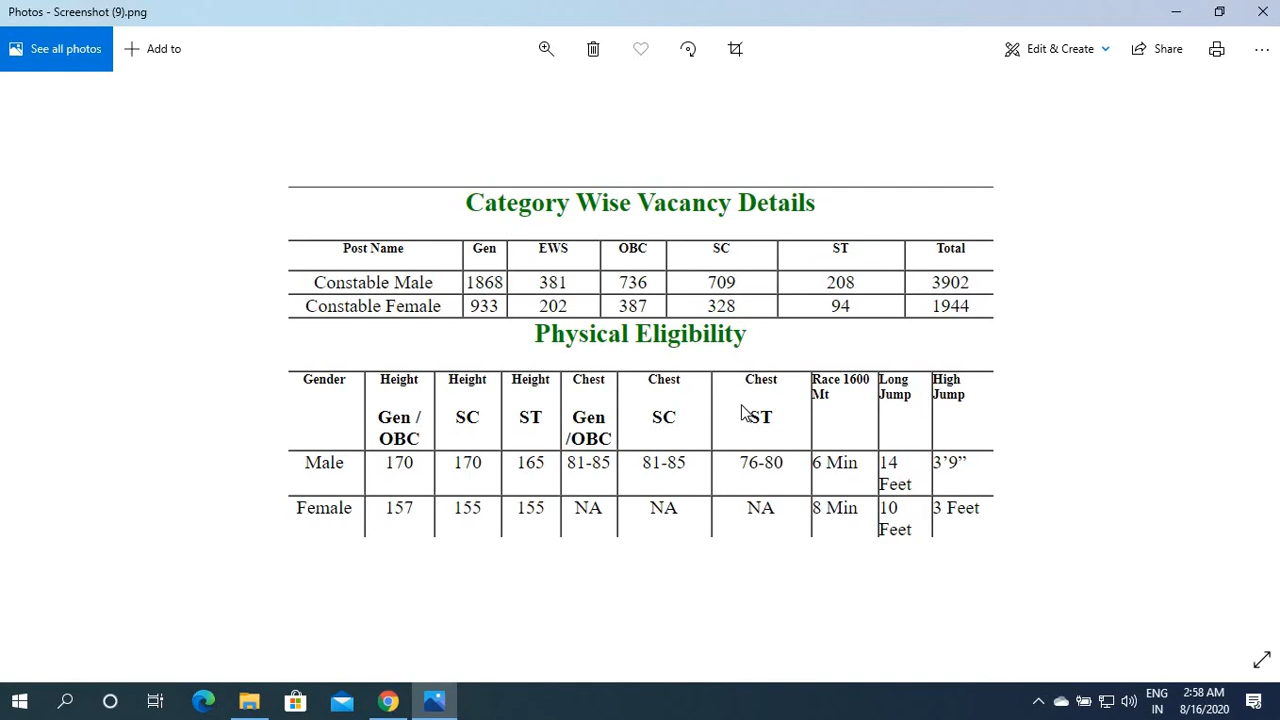 Photos - Screenshot (9).png
See all photos
Add to
Edit & Create
Share
Category Wise Vacancy Details
Post Name Gen EWS OBC SC ST Total
Constable Male 1868 381 736 709 208 3902
Constable Female 933 202 387 328 94 1944
Physical Eligibility
Gender Height Height Height Chest Chest Chest Race 1600 Long High
Mt Jump Jump
Gen / SC ST Gen SC ST
OBC /OBC
Male 170 170 165 81-85 81-85 76-80 6 Min 14 3’9”
Feet
Female 157 155 155 NA NA NA 8 Min 10 3 Feet
Feet
ENG 2:58 AM
IN 8/16/2020